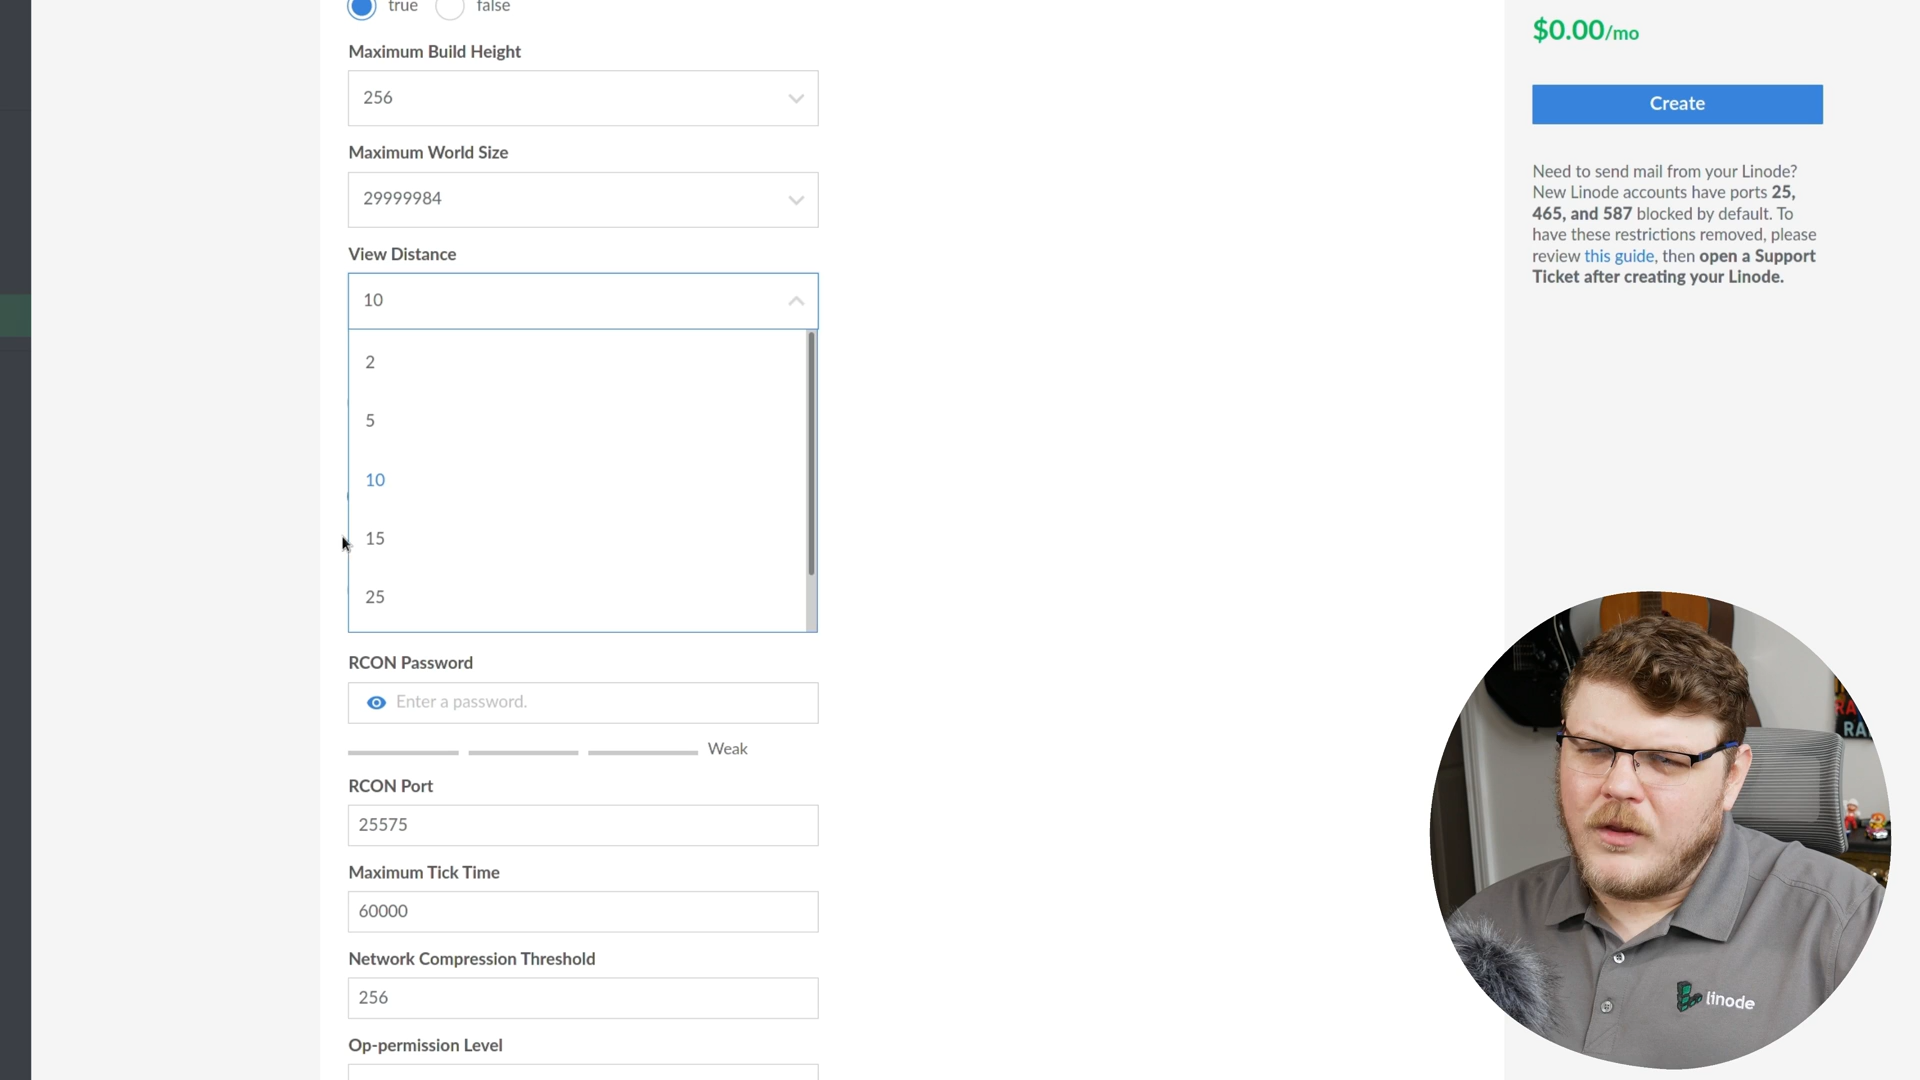 true false
Maximum Build Height
256
Maximum World Size
29999984
View Distance
10
2
5
10
15
25
RCON Password
Enter a password.
Weak
RCON Port
25575
Maximum Tick Time
60000
Network Compression Threshold
256
Op-permission Level
$0.00/mo
Create
Need to send mail from your Linode?
New Linode accounts have ports 25,
465, and 587 blocked by default. To
have these restrictions removed, please
review this guide, then open a Support
Ticket after creating your Linode.
RA
RA
linode